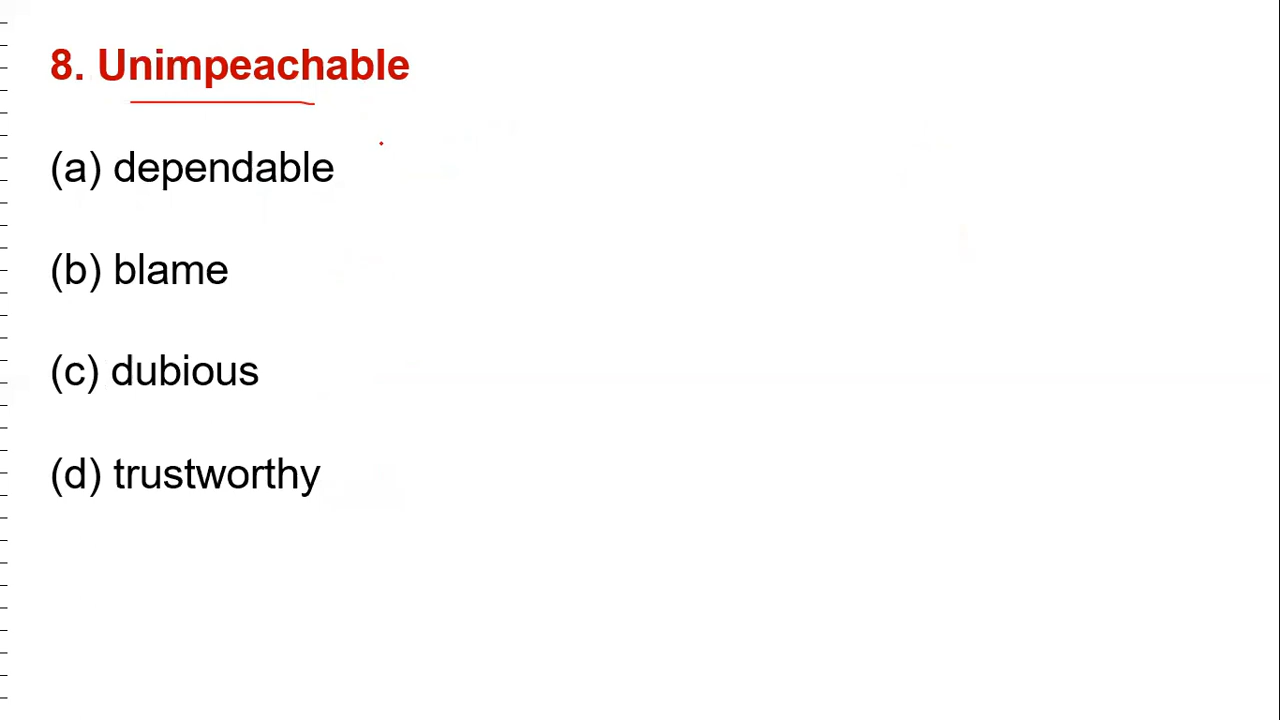 8. Unimpeachable
(a) dependable
(b) blame
(c) dubious
(d) trustworthy